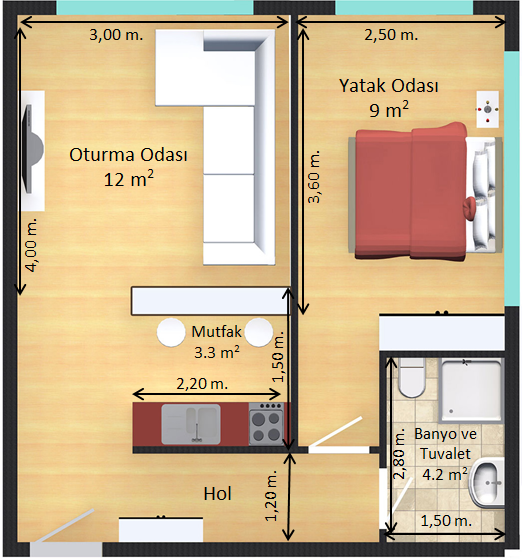 3,00 m.
2,50 m.
Yatak Odası
9 m²
Oturma Odası
12 m²
3,60 m.
4,00 m.
Mutfak
3.3 m²
1,50 m.
2,20 m.
Banyo ve
Tuvalet
4.2 m²
2,80 m.
Hol
1,20 m.
1,50 m.